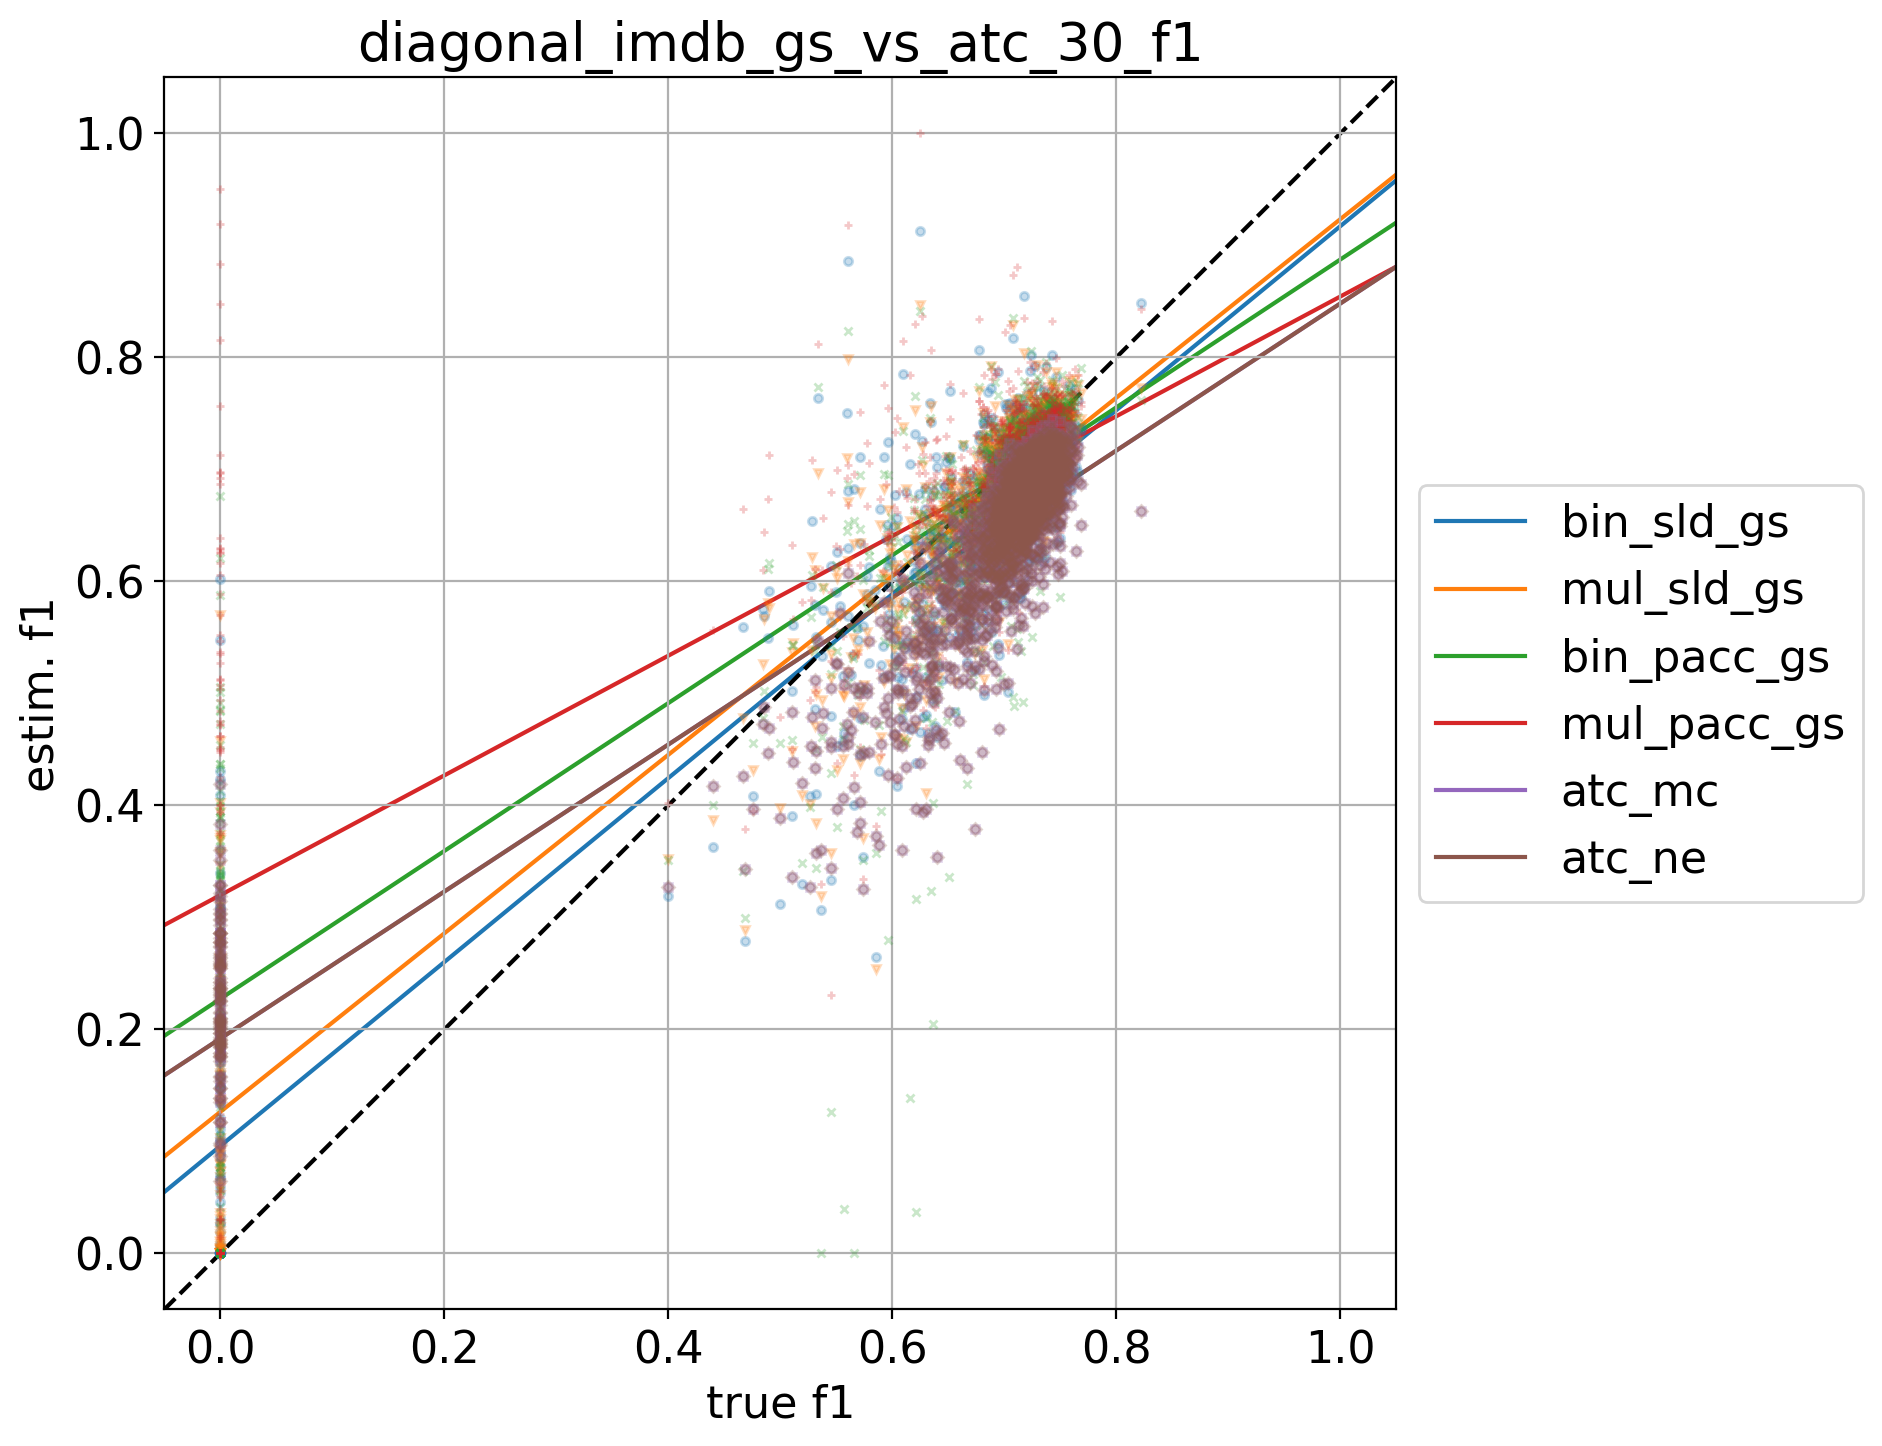 diagonal_imdb_gs_vs_atc_30_f1
1.0
0.8
0.6
0.4
0.2
0.0
estim. f1
0.0 0.2 0.4 0.6 0.8 1.0
true f1
bin_sld_gs
mul_sld_gs
bin_pacc_gs
mul_pacc_gs
atc_mc
atc_ne